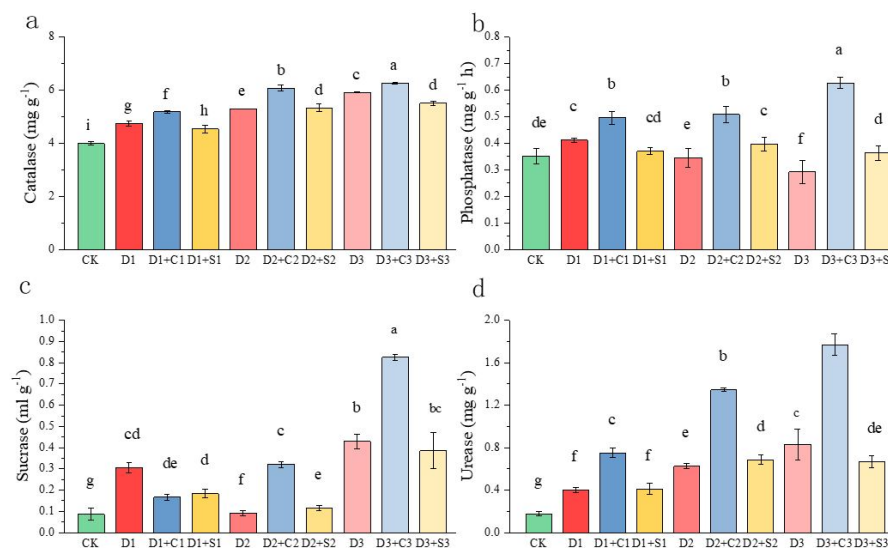 a
Catalase (mg g⁻¹)
8
6
4
2
0
i
g
f
h
e
b
d
c
a
d
CK D1 D1+C1 D1+S1 D2 D2+C2 D2+S2 D3 D3+C3 D3+S3
b
Phosphatase (mg g⁻¹ h)
0.8
0.7
0.6
0.5
0.4
0.3
0.2
0.1
0.0
de
c
b
cd
e
b
c
f
a
d
CK D1 D1+C1 D1+S1 D2 D2+C2 D2+S2 D3 D3+C3 D3+S
c
Sucrase (ml g⁻¹)
1.0
0.9
0.8
0.7
0.6
0.5
0.4
0.3
0.2
0.1
0.0
g
cd
de
d
f
c
e
b
a
bc
CK D1 D1+C1 D1+S1 D2 D2+C2 D2+S2 D3 D3+C3 D3+S3
d
Urease (mg g⁻¹)
2.0
1.6
1.2
0.8
0.4
0.0
g
f
c
f
e
b
d
c
de
CK D1 D1+C1 D1+S1 D2 D2+C2 D2+S2 D3 D3+C3 D3+S3